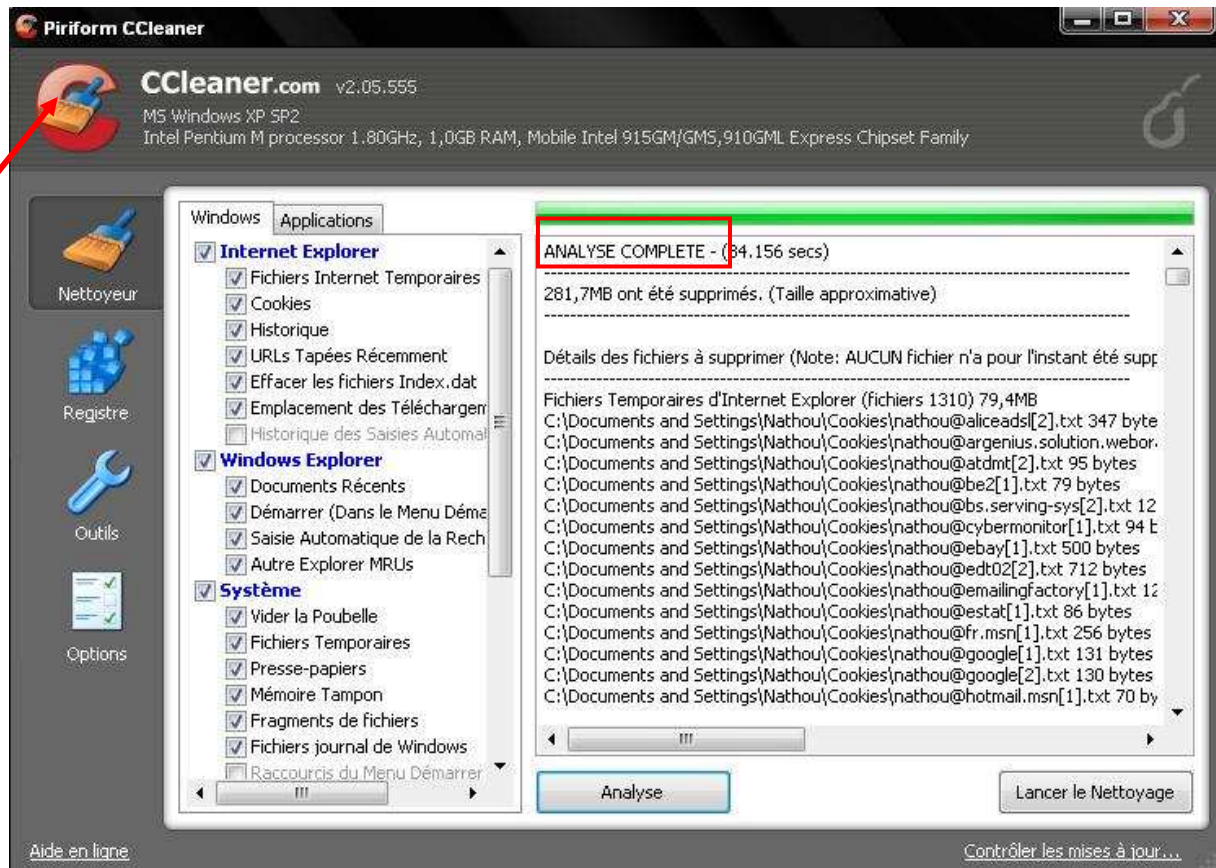 Piriform CCleaner
CCleaner.com v2.05.555
MS Windows XP SP2
Intel Pentium M processor 1.80GHz, 1,0GB RAM, Mobile Intel 915GM/GMS,910GML Express Chipset Family
Nettoyeur
Registre
Outils
Options
Windows
Applications
Internet Explorer
Fichiers Internet Temporaires
Cookies
Historique
URLs Tapées Récemment
Effacer les fichiers Index.dat
Emplacement des Téléchargem
Historique des Saisies Automat
Windows Explorer
Documents Récents
Démarrer (Dans le Menu Déma
Saisie Automatique de la Rech
Autre Explorer MRUs
Système
Vider la Poubelle
Fichiers Temporaires
Presse-papiers
Mémoire Tampon
Fragments de fichiers
Fichiers journal de Windows
Raccourcis du Menu Démarrer
ANALYSE COMPLETE - (84.156 secs)
281,7MB ont été supprimés. (Taille approximative)
Détails des fichiers à supprimer (Note: AUCUN fichier n'a pour l'instant été supp
Fichiers Temporaires d'Internet Explorer (fichiers 1310) 79,4MB
C:\Documents and Settings\Nathou\Cookies\nathou@aliceadsl[2].txt 347 byte
C:\Documents and Settings\Nathou\Cookies\nathou@argenius.solution.webor
C:\Documents and Settings\Nathou\Cookies\nathou@atdmt[2].txt 95 bytes
C:\Documents and Settings\Nathou\Cookies\nathou@be2[1].txt 79 bytes
C:\Documents and Settings\Nathou\Cookies\nathou@bs.serving-sys[2].txt 12
C:\Documents and Settings\Nathou\Cookies\nathou@cybermonitor[1].txt 94 b
C:\Documents and Settings\Nathou\Cookies\nathou@ebay[1].txt 500 bytes
C:\Documents and Settings\Nathou\Cookies\nathou@edt02[2].txt 712 bytes
C:\Documents and Settings\Nathou\Cookies\nathou@emailingfactory[1].txt 12
C:\Documents and Settings\Nathou\Cookies\nathou@estat[1].txt 86 bytes
C:\Documents and Settings\Nathou\Cookies\nathou@fr.msn[1].txt 256 bytes
C:\Documents and Settings\Nathou\Cookies\nathou@google[1].txt 131 bytes
C:\Documents and Settings\Nathou\Cookies\nathou@google[2].txt 130 bytes
C:\Documents and Settings\Nathou\Cookies\nathou@hotmail.msn[1].txt 70 by
Analyse
Lancer le Nettoyage
Aide en ligne
Contrôler les mises à jour...